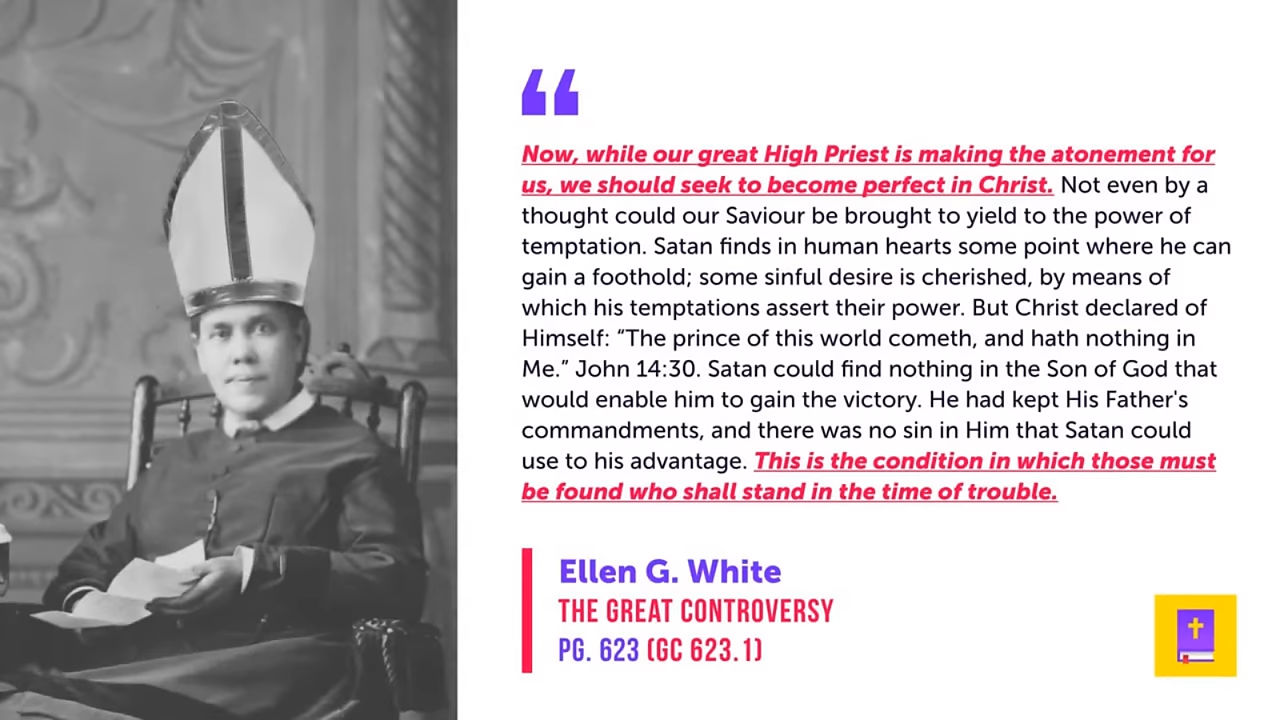 “
Now, while our great High Priest is making the atonement for
us, we should seek to become perfect in Christ. Not even by a
thought could our Saviour be brought to yield to the power of
temptation. Satan finds in human hearts some point where he can
gain a foothold; some sinful desire is cherished, by means of
which his temptations assert their power. But Christ declared of
Himself: “The prince of this world cometh, and hath nothing in
Me.” John 14:30. Satan could find nothing in the Son of God that
would enable him to gain the victory. He had kept His Father's
commandments, and there was no sin in Him that Satan could
use to his advantage. This is the condition in which those must
be found who shall stand in the time of trouble.
Ellen G. White
THE GREAT CONTROVERSY
PG. 623 (GC 623.1)